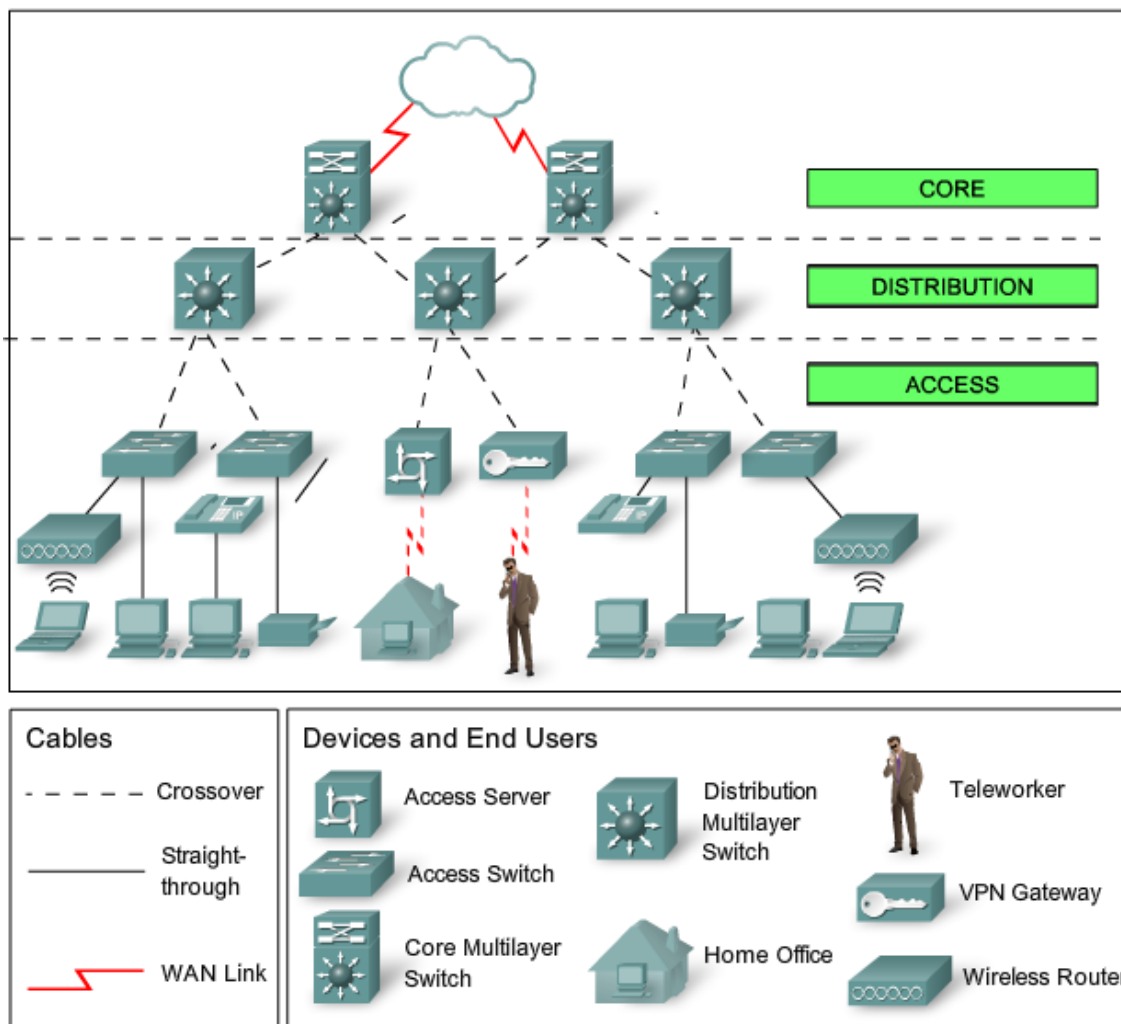 CORE
DISTRIBUTION
ACCESS
Cables
Crossover
Straight-
through
WAN Link
Devices and End Users
Access Server
Access Switch
Core Multilayer
Switch
Distribution
Multilayer
Switch
Home Office
Teleworker
VPN Gateway
Wireless Router